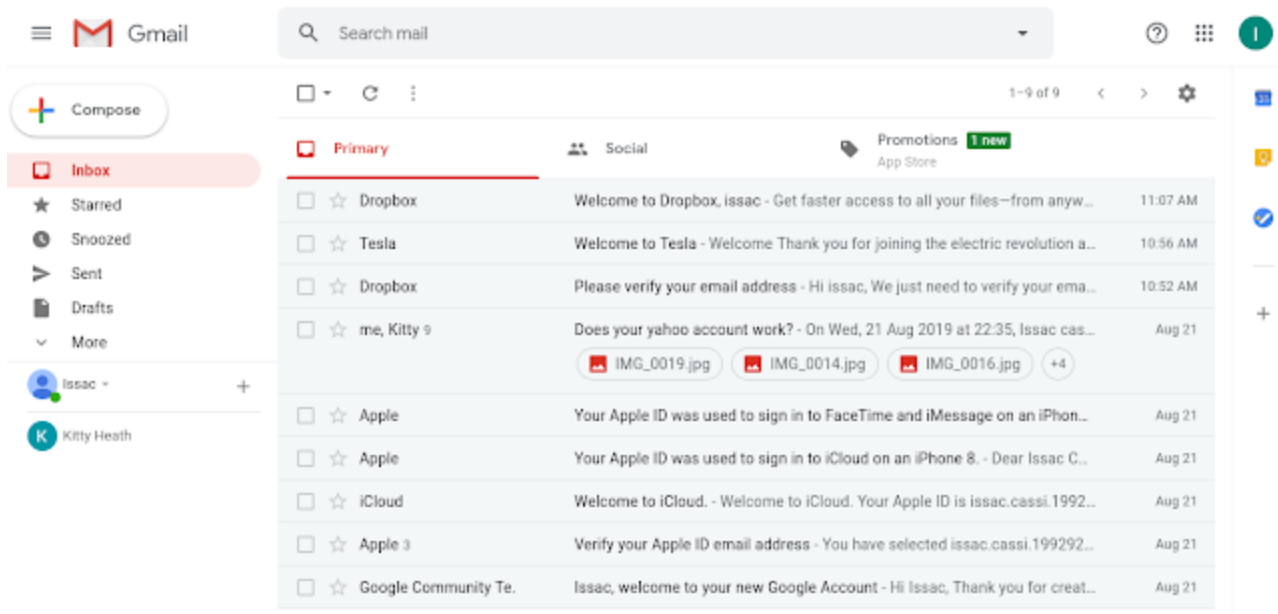 Gmail
Search mail
Compose
1–9 of 9
Primary
Social
Promotions 1 new
App Store
Inbox
Starred
Snoozed
Sent
Drafts
More
Issac
Kitty Heath
Dropbox Welcome to Dropbox, issac - Get faster access to all your files—from anyw... 11:07 AM
Tesla Welcome to Tesla - Welcome Thank you for joining the electric revolution a... 10:56 AM
Dropbox Please verify your email address - Hi issac, We just need to verify your ema... 10:52 AM
me, Kitty 9 Does your yahoo account work? - On Wed, 21 Aug 2019 at 22:35, Issac cas... Aug 21
IMG_0019.jpg IMG_0014.jpg IMG_0016.jpg +4
Apple Your Apple ID was used to sign in to FaceTime and iMessage on an iPhon... Aug 21
Apple Your Apple ID was used to sign in to iCloud on an iPhone 8. - Dear Issac C... Aug 21
iCloud Welcome to iCloud. - Welcome to iCloud. Your Apple ID is issac.cassi.1992... Aug 21
Apple 3 Verify your Apple ID email address - You have selected issac.cassi.199292... Aug 21
Google Community Te. Issac, welcome to your new Google Account - Hi Issac, Thank you for creat... Aug 21
I
K
31